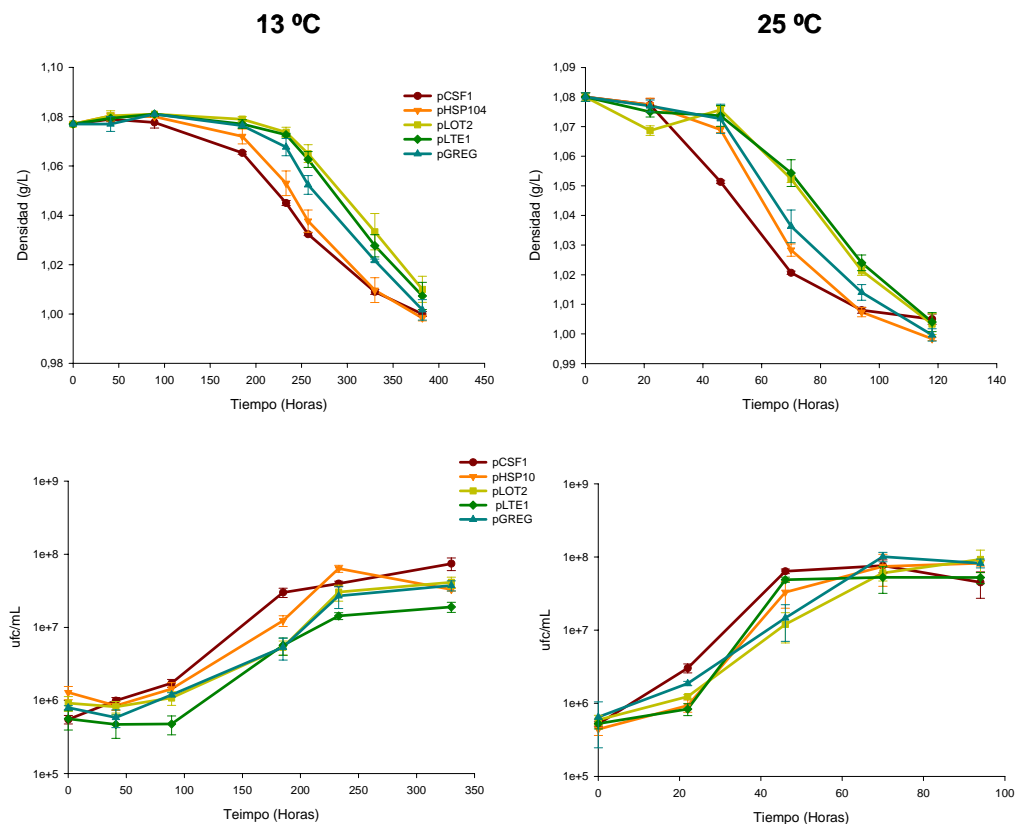 13 ºC
25 ºC
1,10
1,08
1,06
1,04
1,02
1,00
0,98
Densidad (g/L)
0
50
100
150
200
250
300
350
400
450
Tiempo (Horas)
pCSF1
pHSP104
pLOT2
pLTE1
pGREG
1,09
1,08
1,07
1,06
1,05
1,04
1,03
1,02
1,01
1,00
0,99
Densidad (g/L)
0
20
40
60
80
100
120
140
Tiempo (Horas)
1e+9
1e+8
1e+7
1e+6
1e+5
ufc/mL
0
50
100
150
200
250
300
350
Teimpo (Horas)
pCSF1
pHSP10
pLOT2
pLTE1
pGREG
1e+9
1e+8
1e+7
1e+6
1e+5
ufc/mL
0
20
40
60
80
100
Tiempo (Horas)